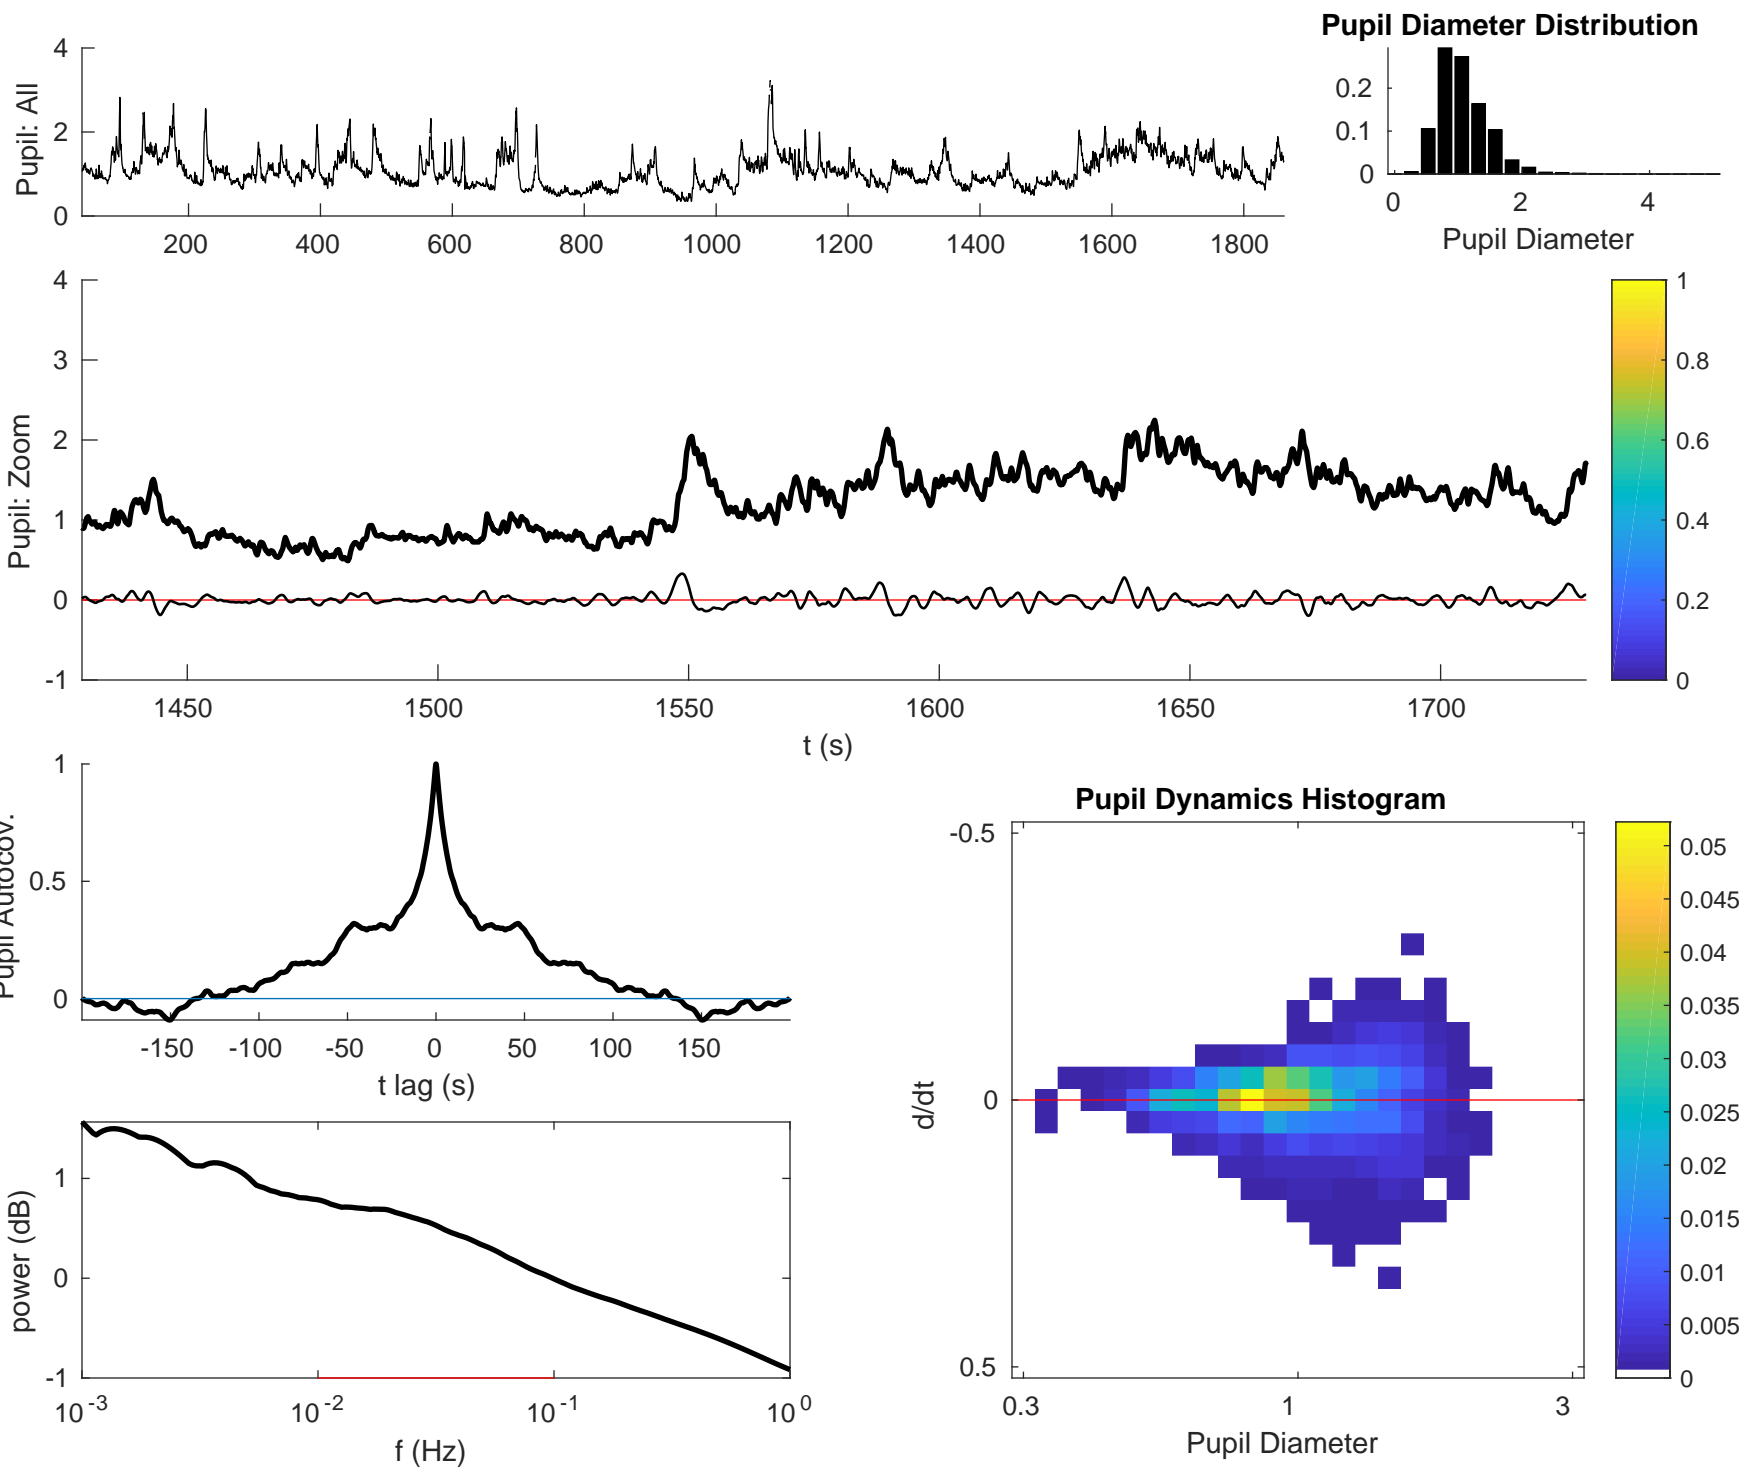 Pupil Diameter Distribution
Pupil: All
4
2
0
200 400 600 800 1000 1200 1400 1600 1800
0.2
0.1
0
0 2 4
Pupil Diameter
Pupil: Zoom
4
3
2
1
0
-1
1450 1500 1550 1600 1650 1700
t (s)
1
0.8
0.6
0.4
0.2
0
Pupil Autocov.
1
0.5
0
-150 -100 -50 0 50 100 150
t lag (s)
power (dB)
1
0
-1
10^-3 10^-2 10^-1 10^0
f (Hz)
Pupil Dynamics Histogram
d/dt
-0.5
0
0.5
0.3 1 3
Pupil Diameter
0.05
0.045
0.04
0.035
0.03
0.025
0.02
0.015
0.01
0.005
0